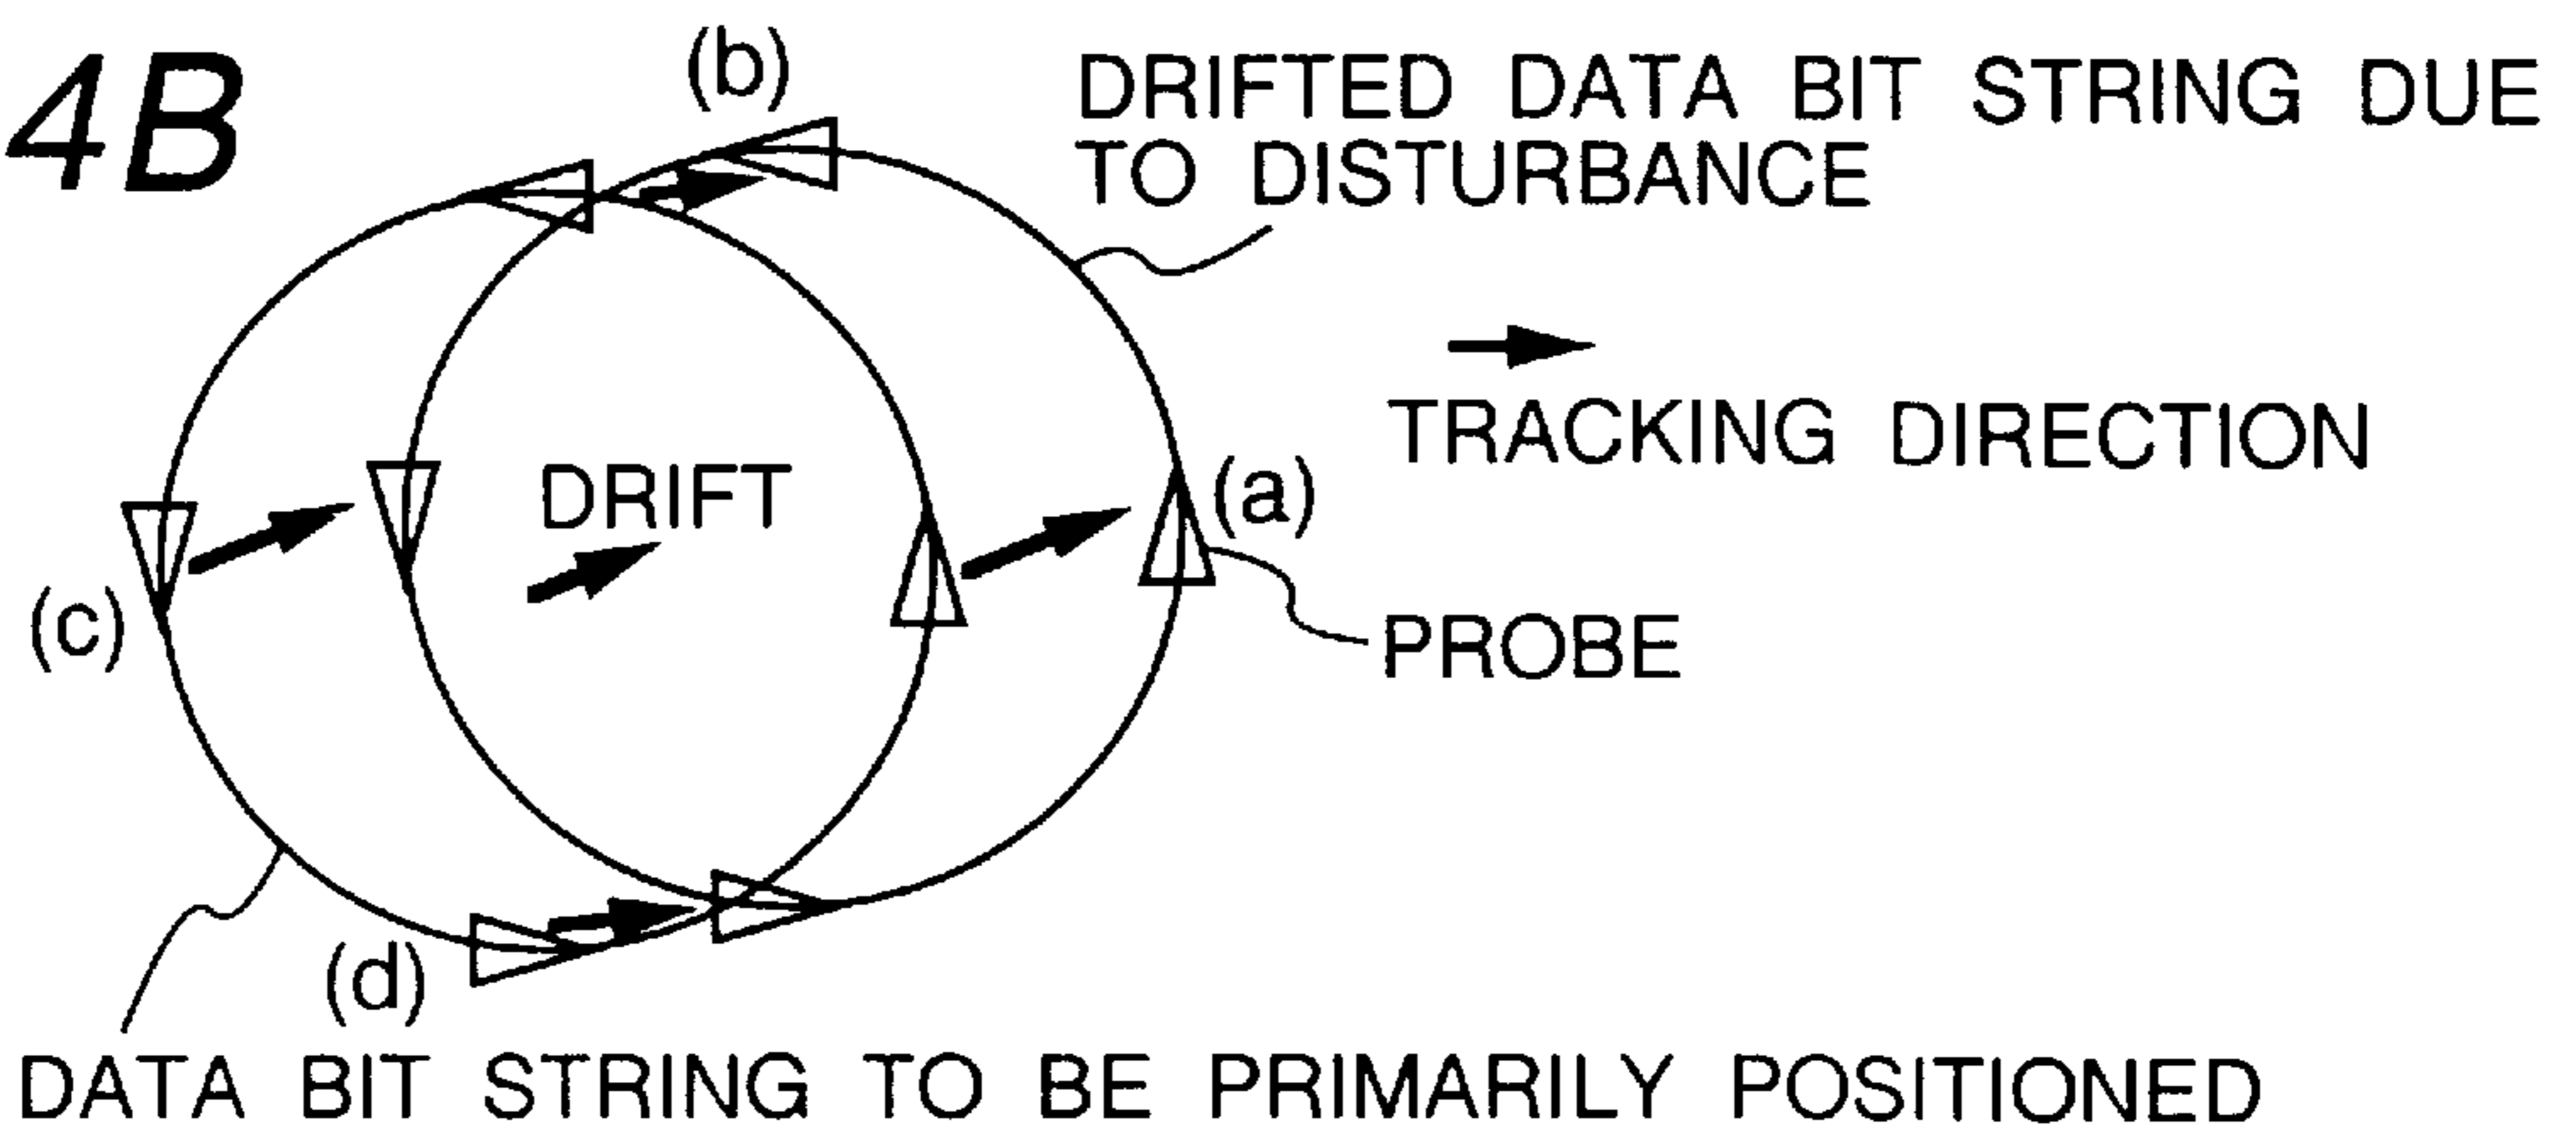 4B
(b)
DRIFTED DATA BIT STRING DUE
TO DISTURBANCE
TRACKING DIRECTION
DRIFT
(a)
(c)
PROBE
(d)
DATA BIT STRING TO BE PRIMARILY POSITIONED